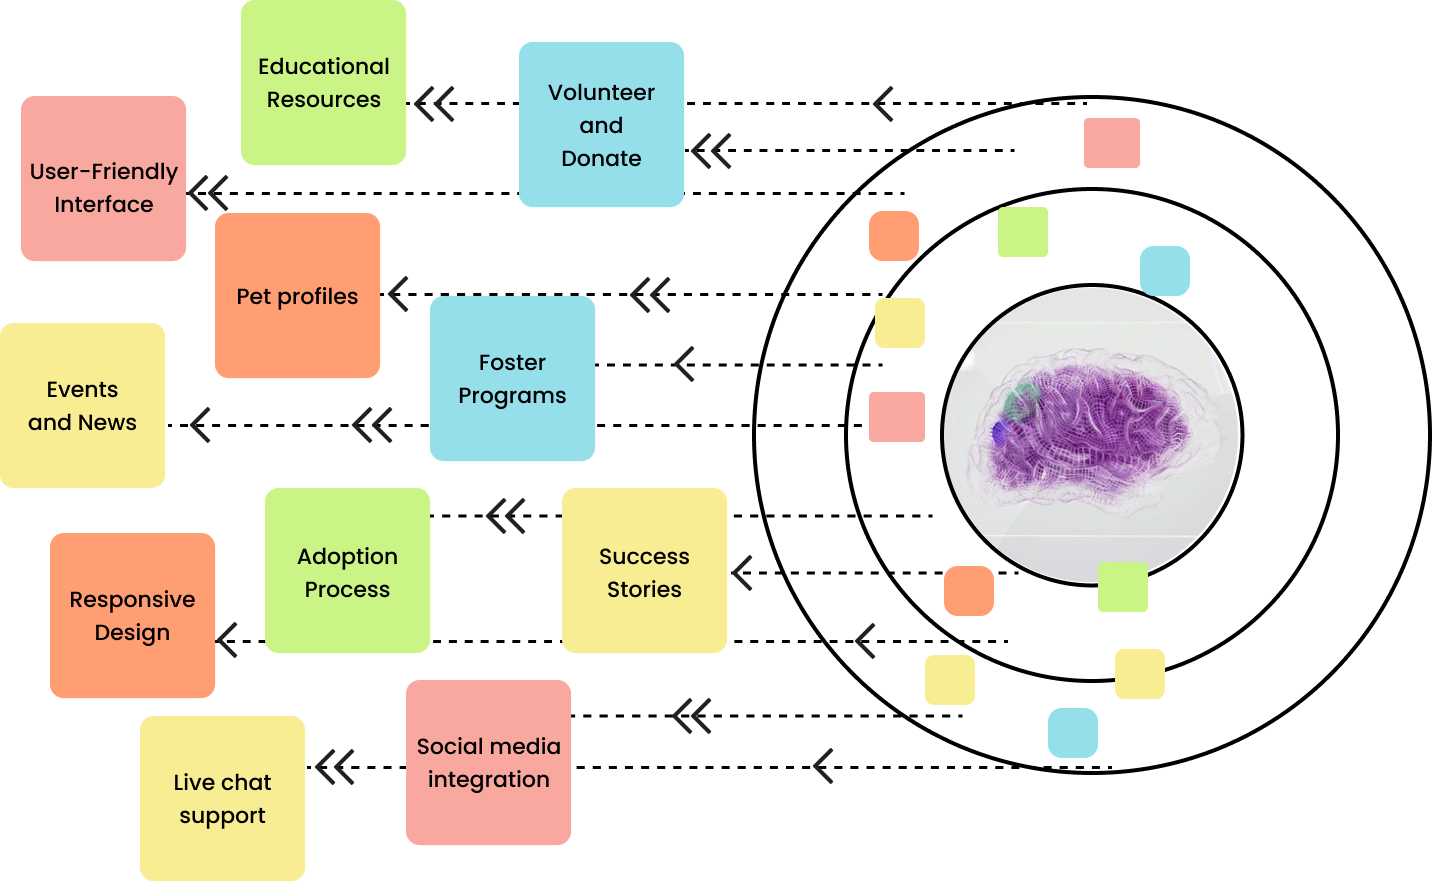 Educational
Resources
Volunteer
and
Donate
User-Friendly
Interface
Pet profiles
Foster
Programs
Events
and News
Adoption
Process
Success
Stories
Responsive
Design
Social media
integration
Live chat
support